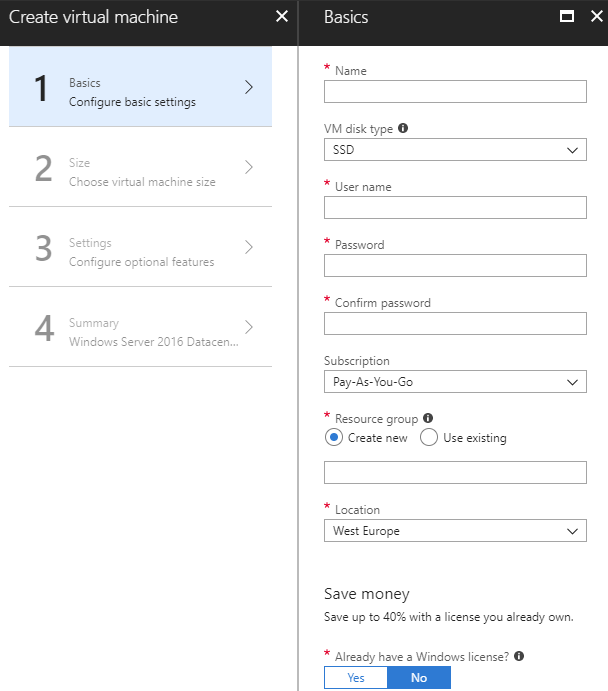 Create virtual machine
1
Basics
Configure basic settings
2
Size
Choose virtual machine size
3
Settings
Configure optional features
4
Summary
Windows Server 2016 Datacen...
Basics
* Name
VM disk type
SSD
* User name
* Password
* Confirm password
Subscription
Pay-As-You-Go
* Resource group
Create new Use existing
* Location
West Europe
Save money
Save up to 40% with a license you already own.
* Already have a Windows license?
Yes No